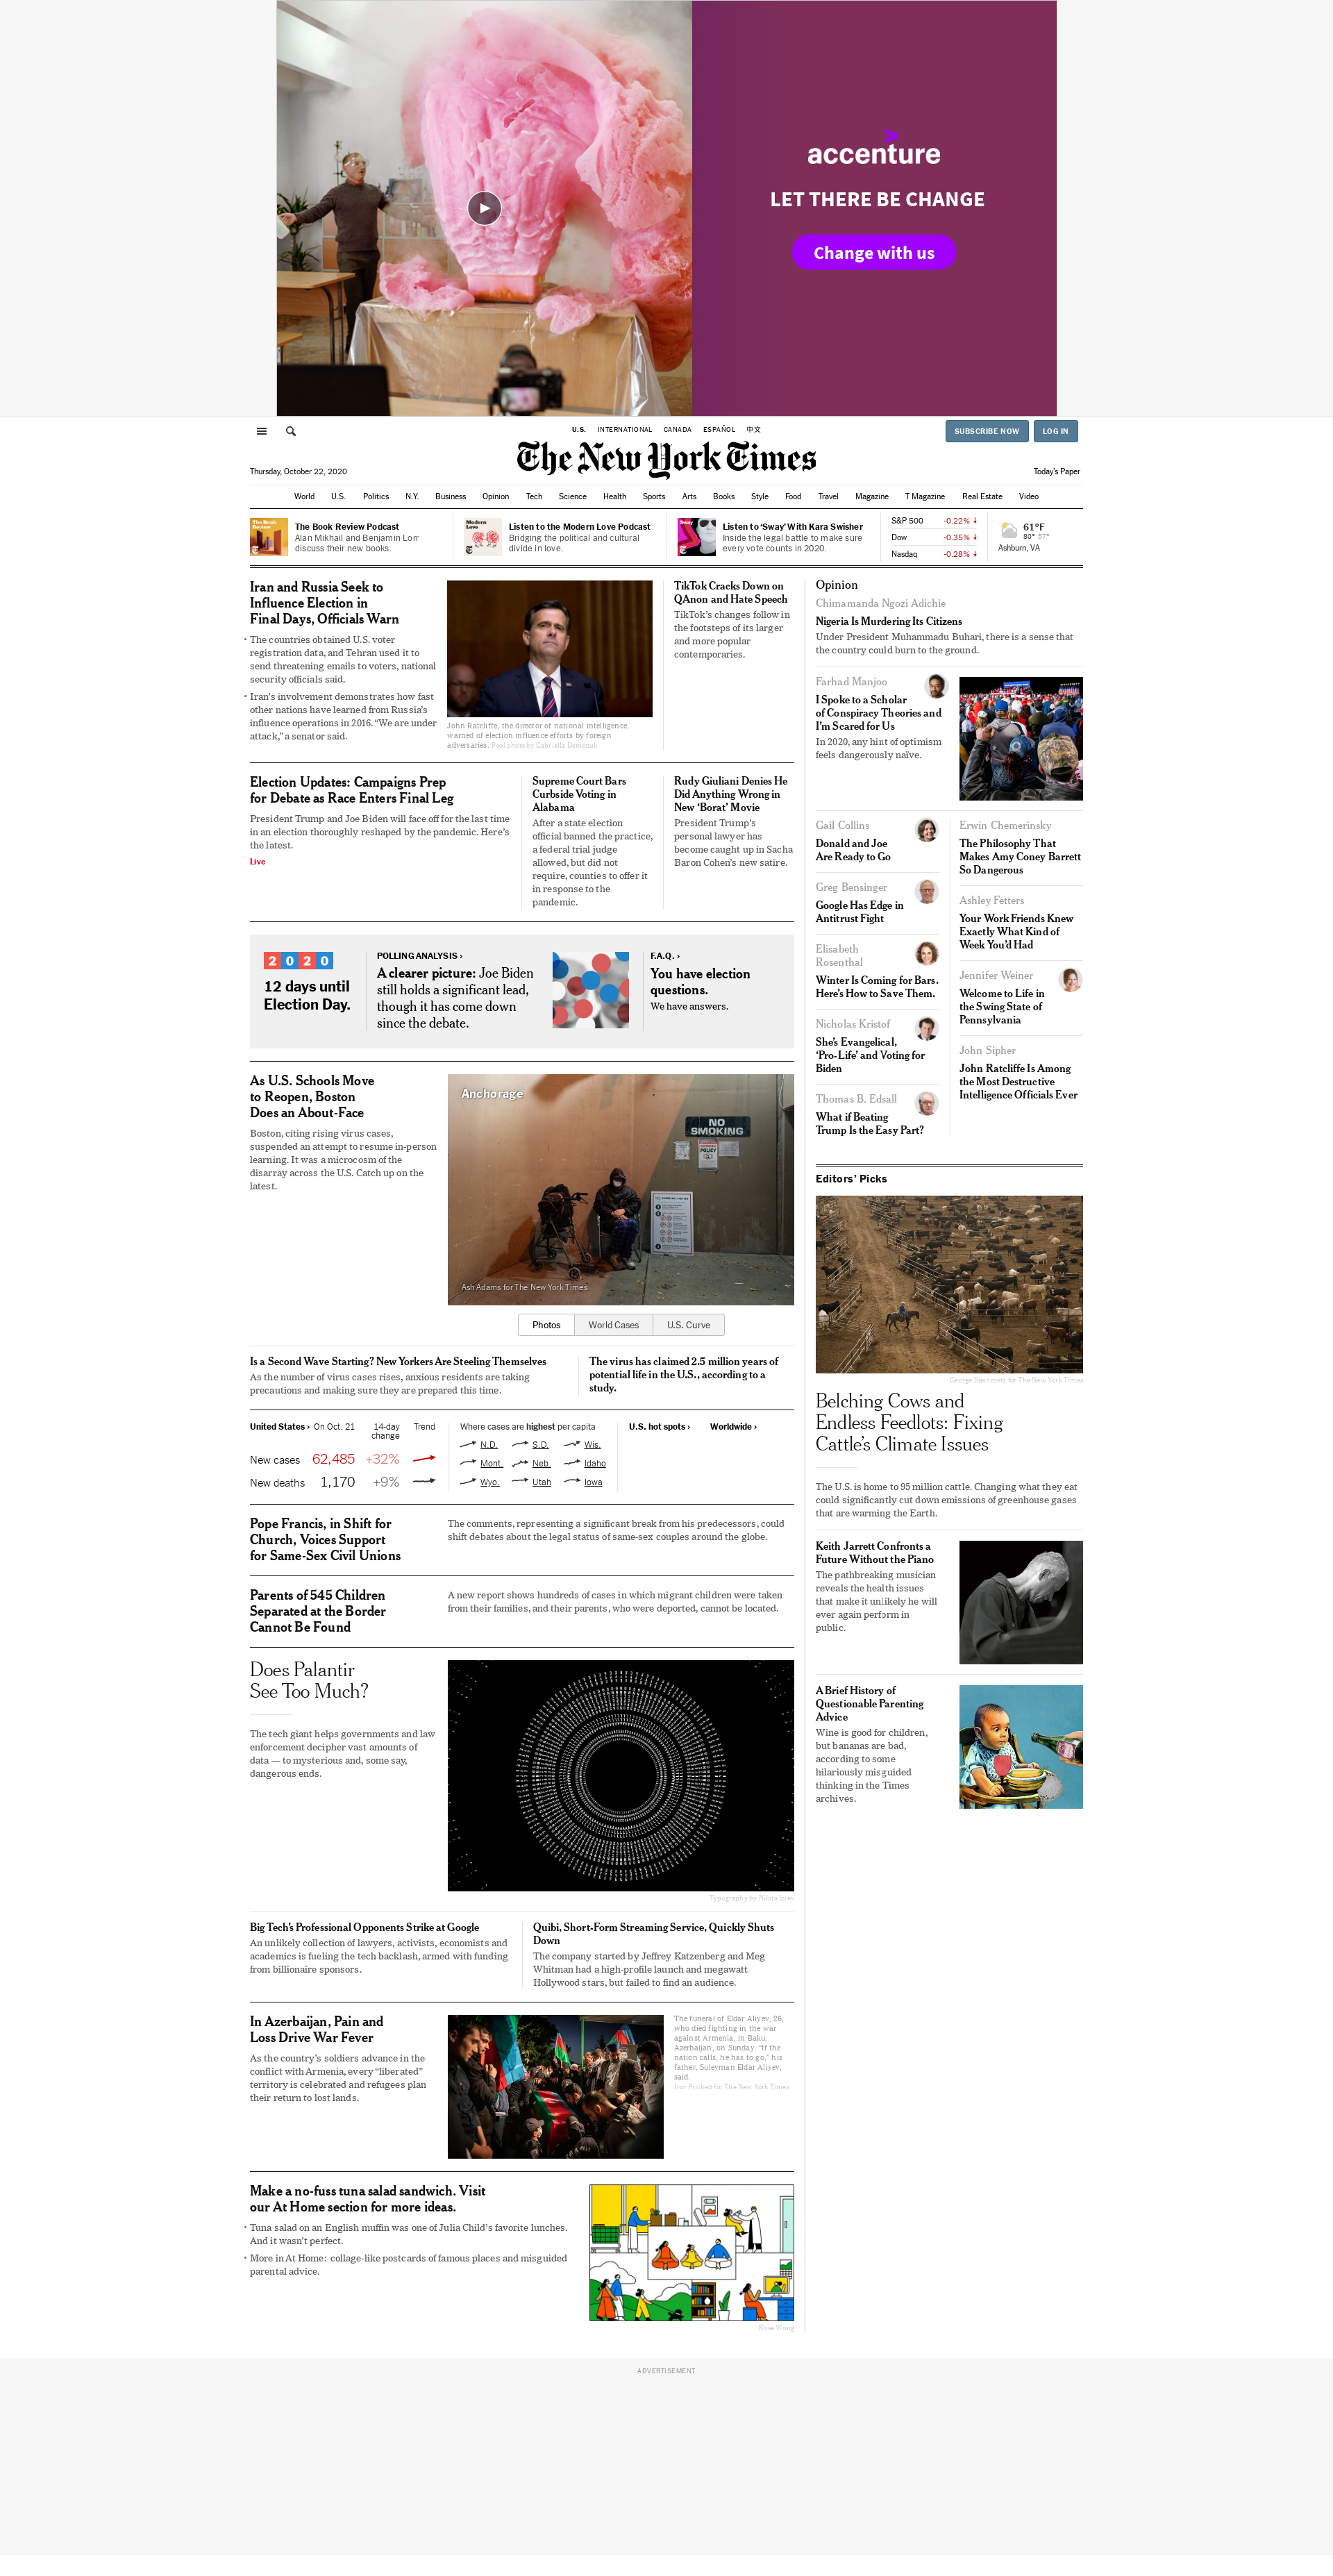 accenture
LET THERE BE CHANGE
Change with us
U.S. INTERNATIONAL CANADA ESPAÑOL 中文
SUBSCRIBE NOW LOG IN
The New York Times
Thursday, October 22, 2020
Today's Paper
World U.S. Politics N.Y. Business Opinion Tech Science Health Sports Arts Books Style Food Travel Magazine T Magazine Real Estate Video
The Book Review Podcast
Alan Mikhail and Benjamin Lorr
discuss their new books.
Listen to the Modern Love Podcast
Bridging the political and cultural
divide in love.
Listen to ‘Sway’ With Kara Swisher
Inside the legal battle to make sure
every vote counts in 2020.
S&P 500 -0.22%
Dow -0.35%
Nasdaq -0.28%
61°F
80° 57°
Ashburn, VA
Iran and Russia Seek to
Influence Election in
Final Days, Officials Warn
The countries obtained U.S. voter
registration data, and Tehran used it to
send threatening emails to voters, national
security officials said.
Iran’s involvement demonstrates how fast
other nations have learned from Russia’s
influence operations in 2016. “We are under
attack,” a senator said.
John Ratcliffe, the director of national intelligence,
warned of election influence efforts by foreign
adversaries. Pool photo by Gabriella Demczuk
TikTok Cracks Down on
QAnon and Hate Speech
TikTok’s changes follow in
the footsteps of its larger
and more popular
contemporaries.
Election Updates: Campaigns Prep
for Debate as Race Enters Final Leg
President Trump and Joe Biden will face off for the last time
in an election thoroughly reshaped by the pandemic. Here’s
the latest.
Live
Supreme Court Bars
Curbside Voting in
Alabama
After a state election
official banned the practice,
a federal trial judge
allowed, but did not
require, counties to offer it
in response to the
pandemic.
Rudy Giuliani Denies He
Did Anything Wrong in
New ‘Borat’ Movie
President Trump’s
personal lawyer has
become caught up in Sacha
Baron Cohen’s new satire.
2020
12 days until
Election Day.
POLLING ANALYSIS ›
A clearer picture: Joe Biden
still holds a significant lead,
though it has come down
since the debate.
F.A.Q. ›
You have election
questions.
We have answers.
As U.S. Schools Move
to Reopen, Boston
Does an About-Face
Boston, citing rising virus cases,
suspended an attempt to resume in-person
learning. It was a microcosm of the
disarray across the U.S. Catch up on the
latest.
Anchorage
NO
SMOKING
POLICY
Ash Adams for The New York Times
Photos World Cases U.S. Curve
Is a Second Wave Starting? New Yorkers Are Steeling Themselves
As the number of virus cases rises, anxious residents are taking
precautions and making sure they are prepared this time.
The virus has claimed 2.5 million years of
potential life in the U.S., according to a
study.
United States › On Oct. 21 14-day
change Trend
New cases 62,485 +32%
New deaths 1,170 +9%
Where cases are highest per capita
N.D. S.D. Wis.
Mont. Neb. Idaho
Wyo. Utah Iowa
U.S. hot spots › Worldwide ›
Pope Francis, in Shift for
Church, Voices Support
for Same-Sex Civil Unions
The comments, representing a significant break from his predecessors, could
shift debates about the legal status of same-sex couples around the globe.
Parents of 545 Children
Separated at the Border
Cannot Be Found
A new report shows hundreds of cases in which migrant children were taken
from their families, and their parents, who were deported, cannot be located.
Does Palantir
See Too Much?
The tech giant helps governments and law
enforcement decipher vast amounts of
data — to mysterious and, some say,
dangerous ends.
Typography by Nikita Iziev
Big Tech’s Professional Opponents Strike at Google
An unlikely collection of lawyers, activists, economists and
academics is fueling the tech backlash, armed with funding
from billionaire sponsors.
Quibi, Short-Form Streaming Service, Quickly Shuts
Down
The company started by Jeffrey Katzenberg and Meg
Whitman had a high-profile launch and megawatt
Hollywood stars, but failed to find an audience.
In Azerbaijan, Pain and
Loss Drive War Fever
As the country’s soldiers advance in the
conflict with Armenia, every “liberated”
territory is celebrated and refugees plan
their return to lost lands.
The funeral of Eldar Aliyev, 26,
who died fighting in the war
against Armenia, in Baku,
Azerbaijan, on Sunday. “If the
nation calls, he has to go,” his
father, Suleyman Eldar Aliyev,
said.
Ivor Prickett for The New York Times
Make a no-fuss tuna salad sandwich. Visit
our At Home section for more ideas.
Tuna salad on an English muffin was one of Julia Child’s favorite lunches.
And it wasn’t perfect.
More in At Home: collage-like postcards of famous places and misguided
parental advice.
Rose Wong
Opinion
Chimamanda Ngozi Adichie
Nigeria Is Murdering Its Citizens
Under President Muhammadu Buhari, there is a sense that
the country could burn to the ground.
Farhad Manjoo
I Spoke to a Scholar
of Conspiracy Theories and
I’m Scared for Us
In 2020, any hint of optimism
feels dangerously naïve.
Gail Collins
Donald and Joe
Are Ready to Go
Greg Bensinger
Google Has Edge in
Antitrust Fight
Elisabeth
Rosenthal
Winter Is Coming for Bars.
Here’s How to Save Them.
Nicholas Kristof
She’s Evangelical,
‘Pro-Life’ and Voting for
Biden
Thomas B. Edsall
What if Beating
Trump Is the Easy Part?
Erwin Chemerinsky
The Philosophy That
Makes Amy Coney Barrett
So Dangerous
Ashley Fetters
Your Work Friends Knew
Exactly What Kind of
Week You’d Had
Jennifer Weiner
Welcome to Life in
the Swing State of
Pennsylvania
John Sipher
John Ratcliffe Is Among
the Most Destructive
Intelligence Officials Ever
Editors’ Picks
George Steinmetz for The New York Times
Belching Cows and
Endless Feedlots: Fixing
Cattle’s Climate Issues
The U.S. is home to 95 million cattle. Changing what they eat
could significantly cut down emissions of greenhouse gases
that are warming the Earth.
Keith Jarrett Confronts a
Future Without the Piano
The pathbreaking musician
reveals the health issues
that make it unlikely he will
ever again perform in
public.
A Brief History of
Questionable Parenting
Advice
Wine is good for children,
but bananas are bad,
according to some
hilariously misguided
thinking in the Times
archives.
ADVERTISEMENT